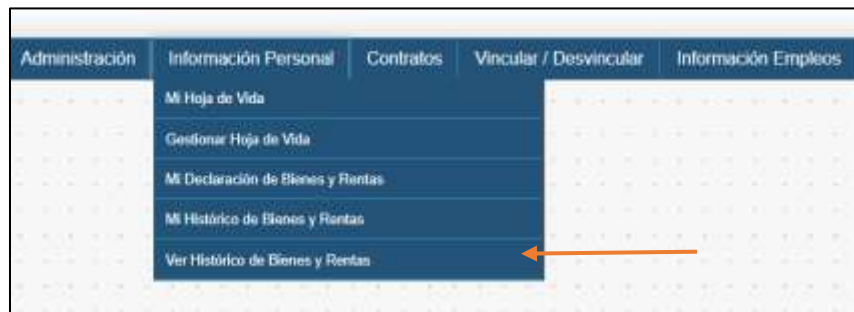 Administración Información Personal Contratos Vincular / Desvincular Información Empleos
Mi Hoja de Vida
Gestionar Hoja de Vida
Mi Declaración de Bienes y Rentas
Mi Histórico de Bienes y Rentas
Ver Histórico de Bienes y Rentas